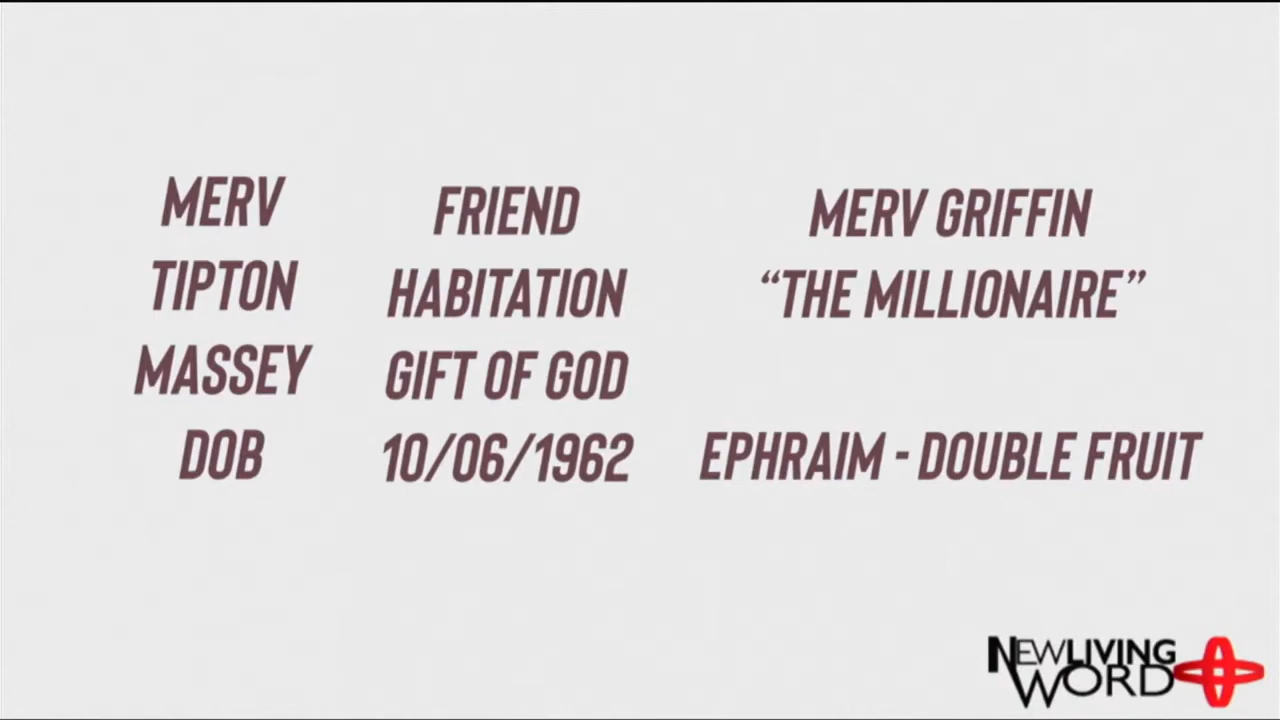 MERV FRIEND MERV GRIFFIN
TIPTON HABITATION “THE MILLIONAIRE”
MASSEY GIFT OF GOD
DOB 10/06/1962 EPHRAIM - DOUBLE FRUIT
NEWLIVING
WORD